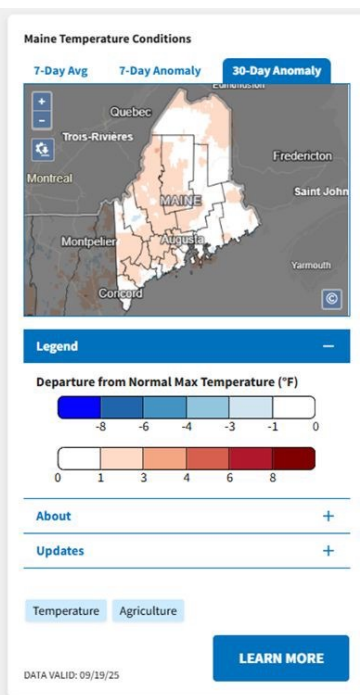 Maine Temperature Conditions
7-Day Avg 7-Day Anomaly 30-Day Anomaly
+
−
Edmundston
Quebec
Trois-Rivières
Fredericton
Montreal
Saint John
MAINE
Montpelier
Augusta
Yarmouth
Concord
©
Legend −
Departure from Normal Max Temperature (°F)
-8 -6 -4 -3 -1 0
0 1 3 4 6 8
About +
Updates +
Temperature Agriculture
LEARN MORE
DATA VALID: 09/19/25